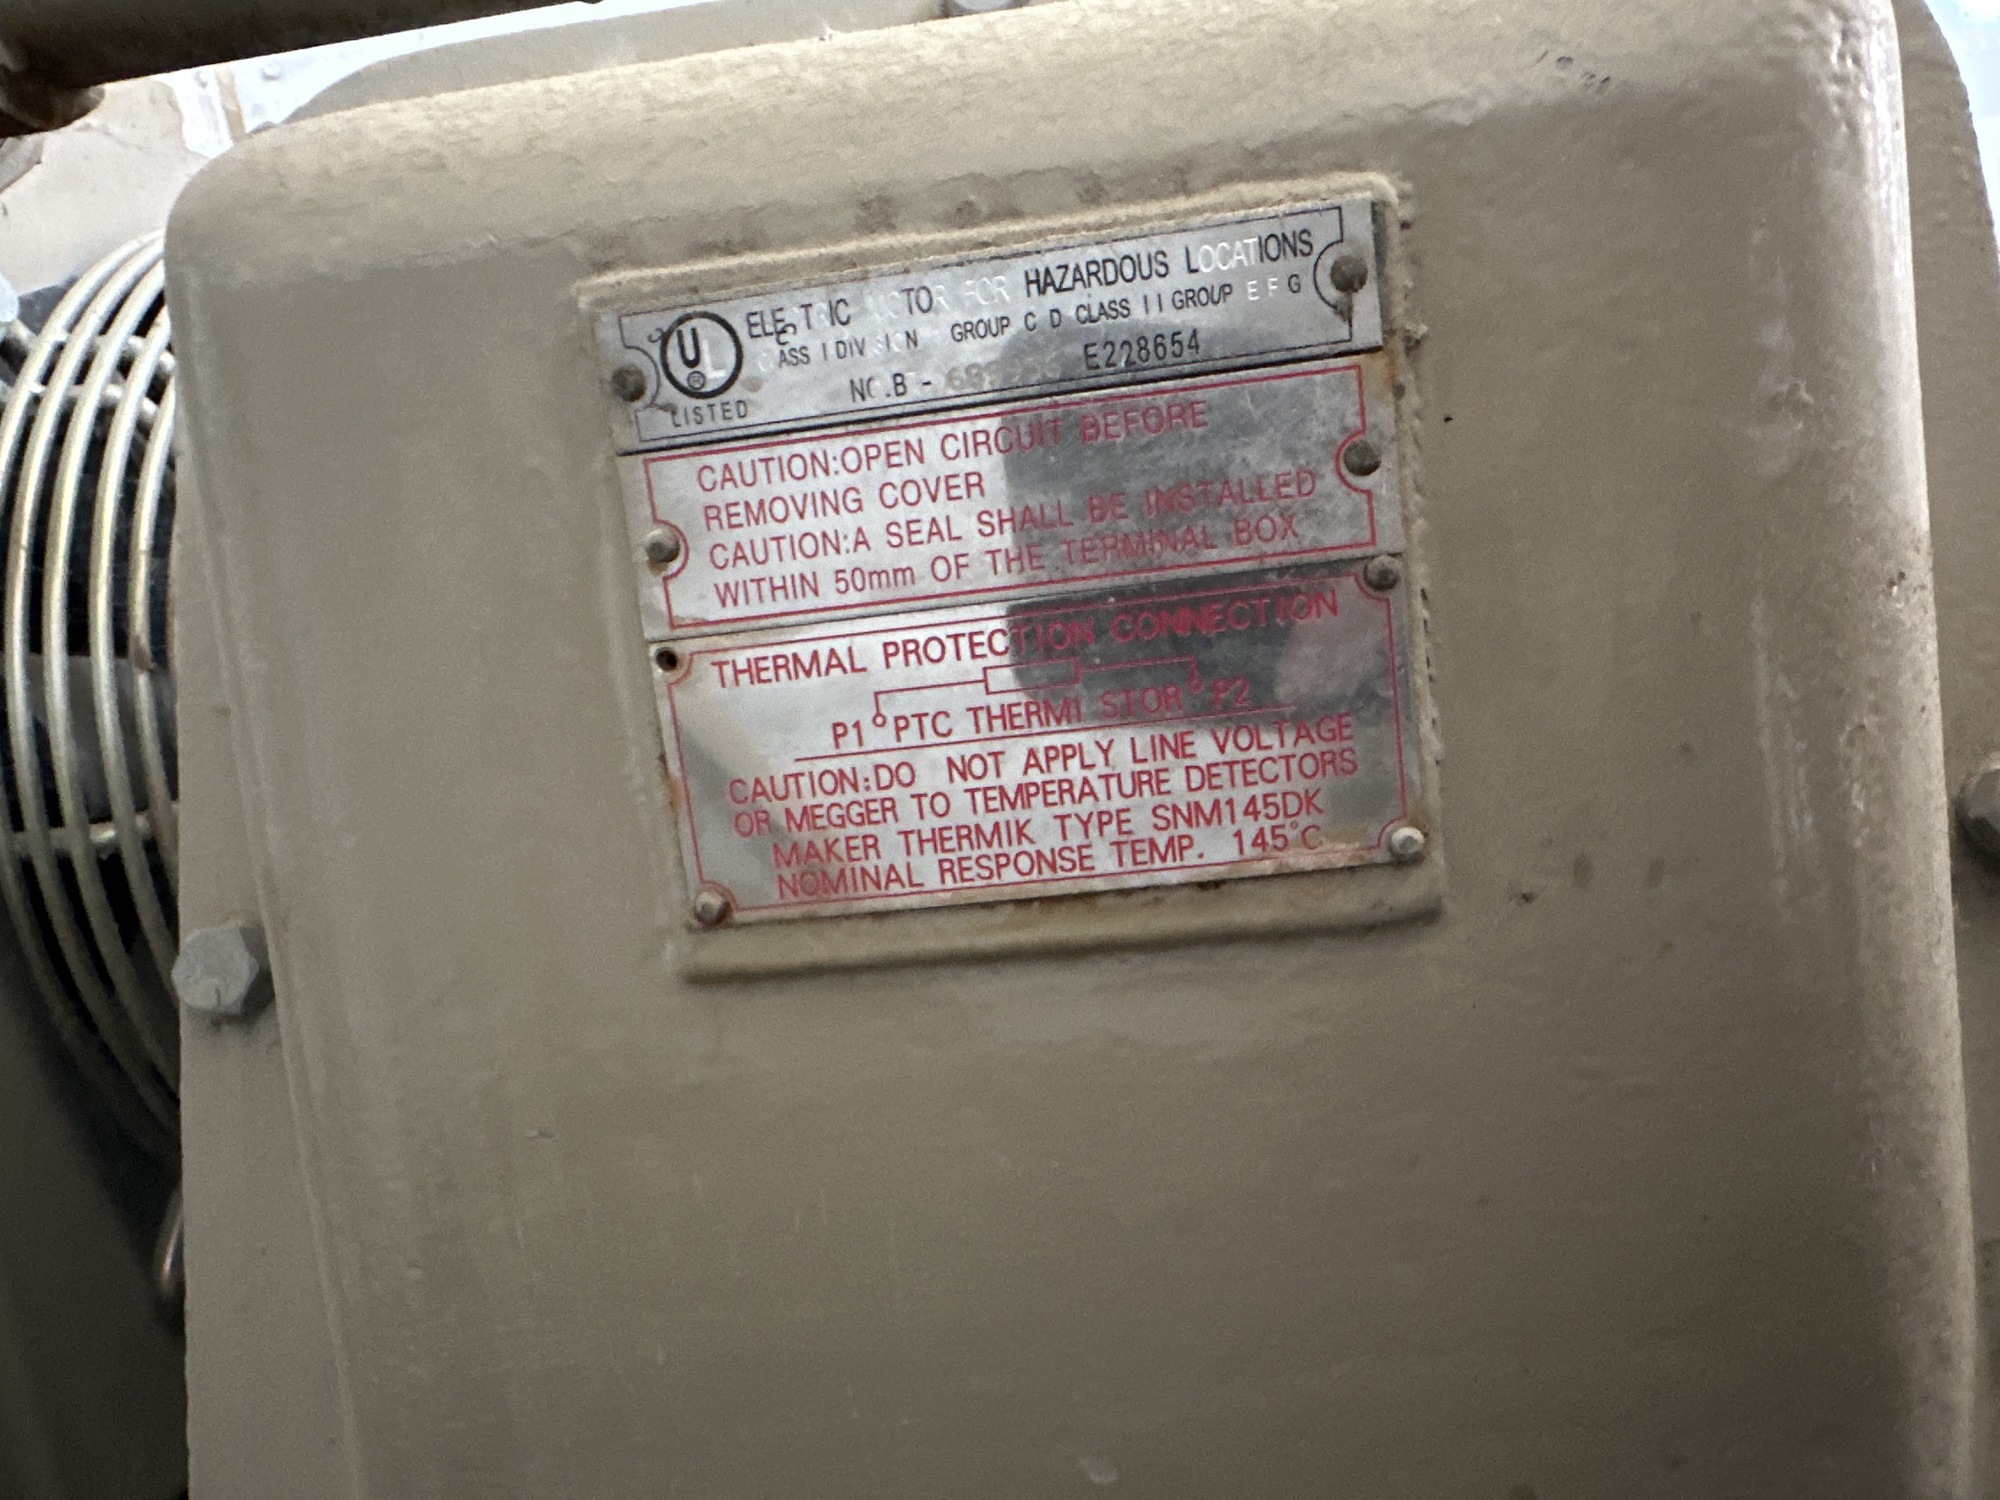 UL
®
LISTED
ELECTRIC MOTOR FOR HAZARDOUS LOCATIONS
CLASS I DIVISION GROUP C D CLASS II GROUP E F G
NO.B- E228654
CAUTION:OPEN CIRCUIT BEFORE
REMOVING COVER
CAUTION:A SEAL SHALL BE INSTALLED
WITHIN 50mm OF THE TERMINAL BOX
THERMAL PROTECTION CONNECTION
P1 PTC THERMISTOR P2
CAUTION:DO NOT APPLY LINE VOLTAGE
OR MEGGER TO TEMPERATURE DETECTORS
MAKER THERMIK TYPE SNM145DK
NOMINAL RESPONSE TEMP. 145°C